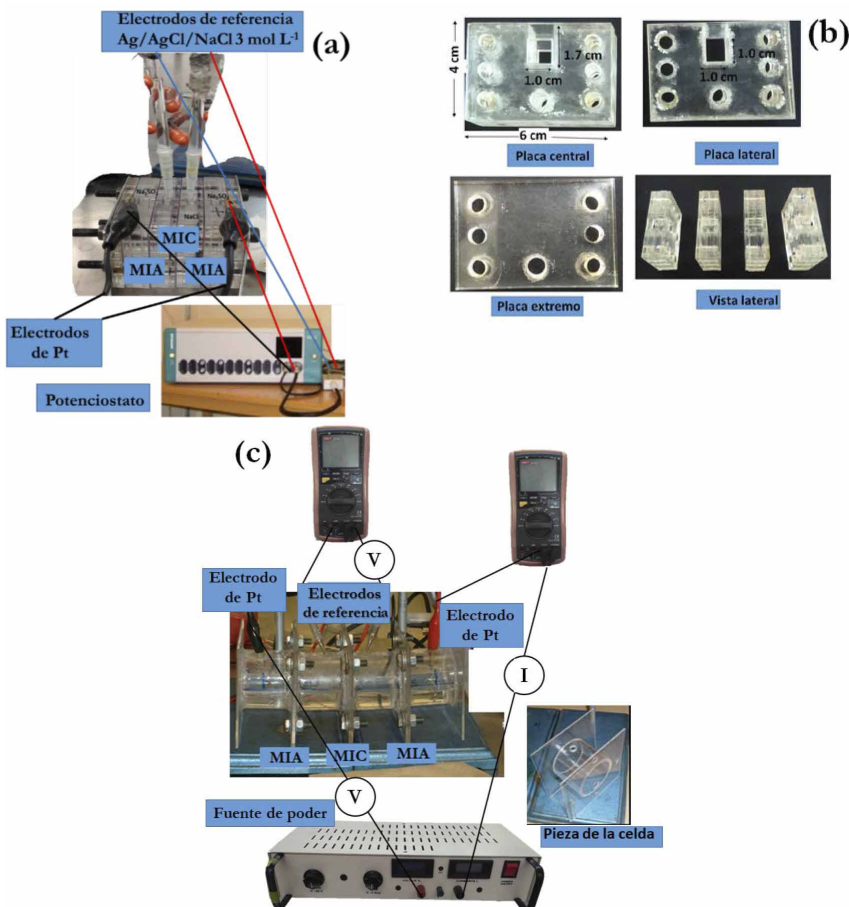 Electrodos de referencia
Ag/AgCl/NaCl 3 mol L-1
(a)
Na₂SO
NaCl
Na₂SO
MIC
MIA
MIA
Electrodos
de Pt
Potenciostato
(b)
4 cm
1.7 cm
1.0 cm
6 cm
Placa central
1.0 cm
1.0 cm
Placa lateral
Placa extremo
Vista lateral
(c)
V
Electrodo
de Pt
Electrodos
de referencia
Electrodo
de Pt
I
MIA
MIC
MIA
V
Fuente de poder
Pieza de la celda